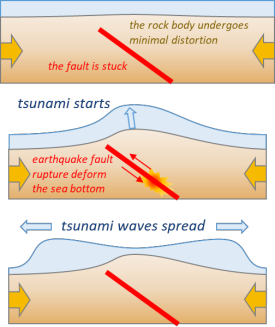 the rock body undergoes
minimal distortion
the fault is stuck
tsunami starts
earthquake fault
rupture deform
the sea bottom
tsunami waves spread